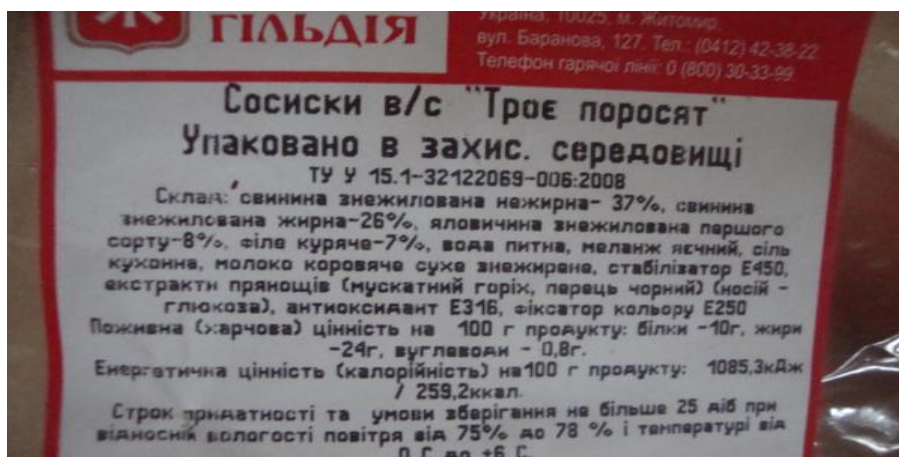 ГІЛЬДІЯ
Україна, 10025, м. Житомир,
вул. Баранова, 127. Тел.: (0412) 42-38-22
Телефон гарячої лінії: 0 (800) 30-33-99
Сосиски в/с "Троє поросят"
Упаковано в захис. середовищі
ТУ У 15.1-32122069-006:2008
Склад: свинина знежилована нежирна- 37%, свинина
знежилована жирна-26%, яловичина знежилована першого
сорту-8%, філе куряче-7%, вода питна, меланж яєчний, сіль
кухонна, молоко коровяче сухе знежирене, стабілізатор Е450,
екстракти прянощів (мускатний горіх, перець чорний) (носій -
глюкоза), антиоксидант Е316, фіксатор кольору Е250
Поживна (харчова) цінність на 100 г продукту: білки -10г, жири
-24г, вуглеводи - 0,8г.
Енергетична цінність (калорійність) на100 г продукту: 1085,3кДж
/ 259,2ккал.
Строк придатності та умови зберігання не більше 25 діб при
відносній вологості повітря від 75% до 78 % і температурі від
0 С до +6 С.